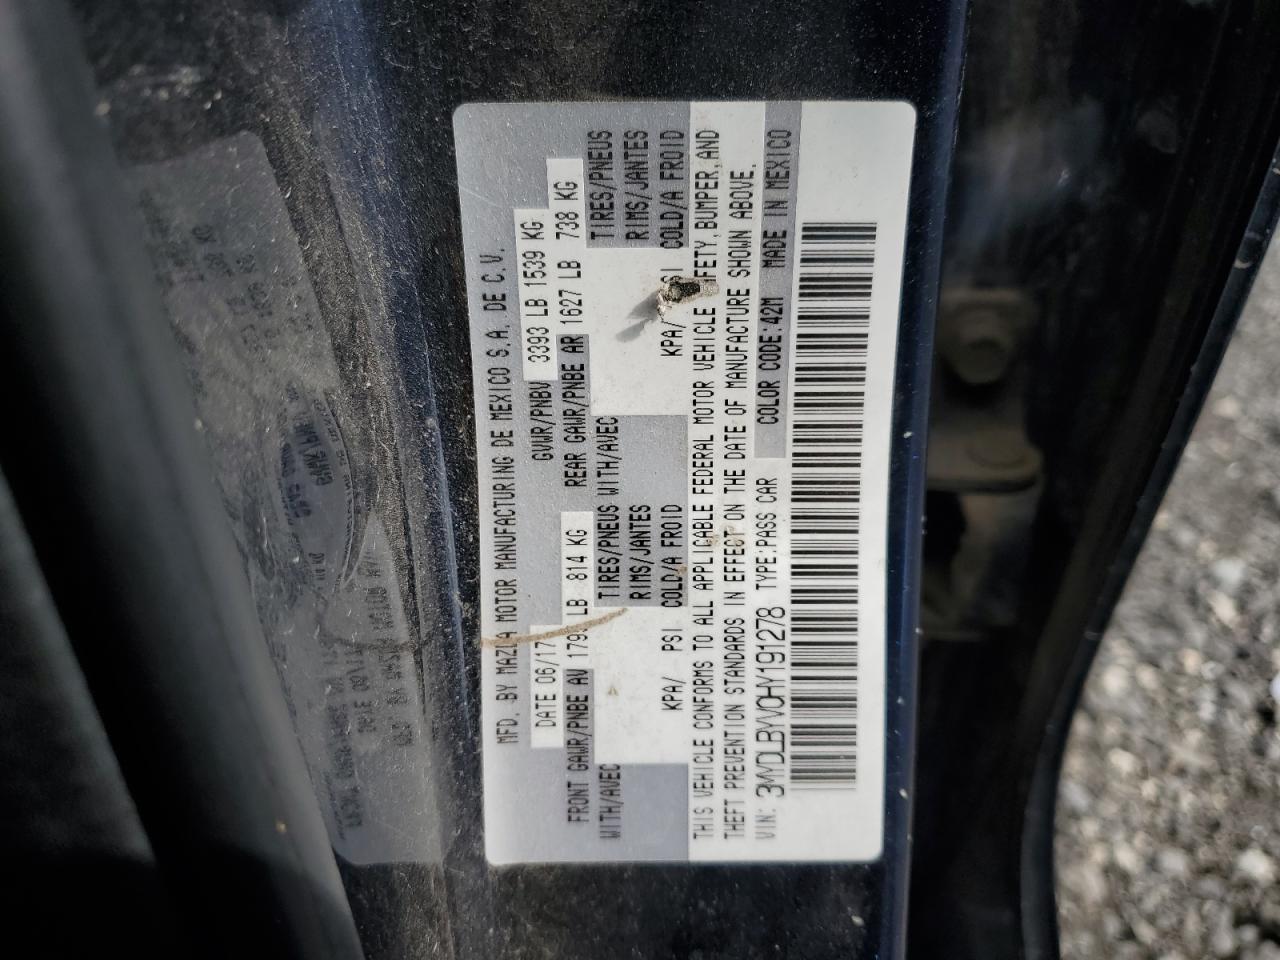 MFD. BY MAZDA MOTOR MANUFACTURING DE MEXICO S.A. DE C.V.
DATE 06/17 GVWR/PNBV 3393 LB 1539 KG
FRONT GAWR/PNBE AV 1795 LB 814 KG REAR GAWR/PNBE AR 1627 LB 738 KG
WITH/AVEC TIRES/PNEUS WITH/AVEC TIRES/PNEUS
RIMS/JANTES RIMS/JANTES
KPA/ PSI COLD/A FROID KPA/ PSI COLD/A FROID
THIS VEHICLE CONFORMS TO ALL APPLICABLE FEDERAL MOTOR VEHICLE SAFETY, BUMPER, AND
THEFT PREVENTION STANDARDS IN EFFECT ON THE DATE OF MANUFACTURE SHOWN ABOVE.
VIN: 3MYDLBYV0HY191278 TYPE:PASS CAR COLOR CODE:42M MADE IN MEXICO